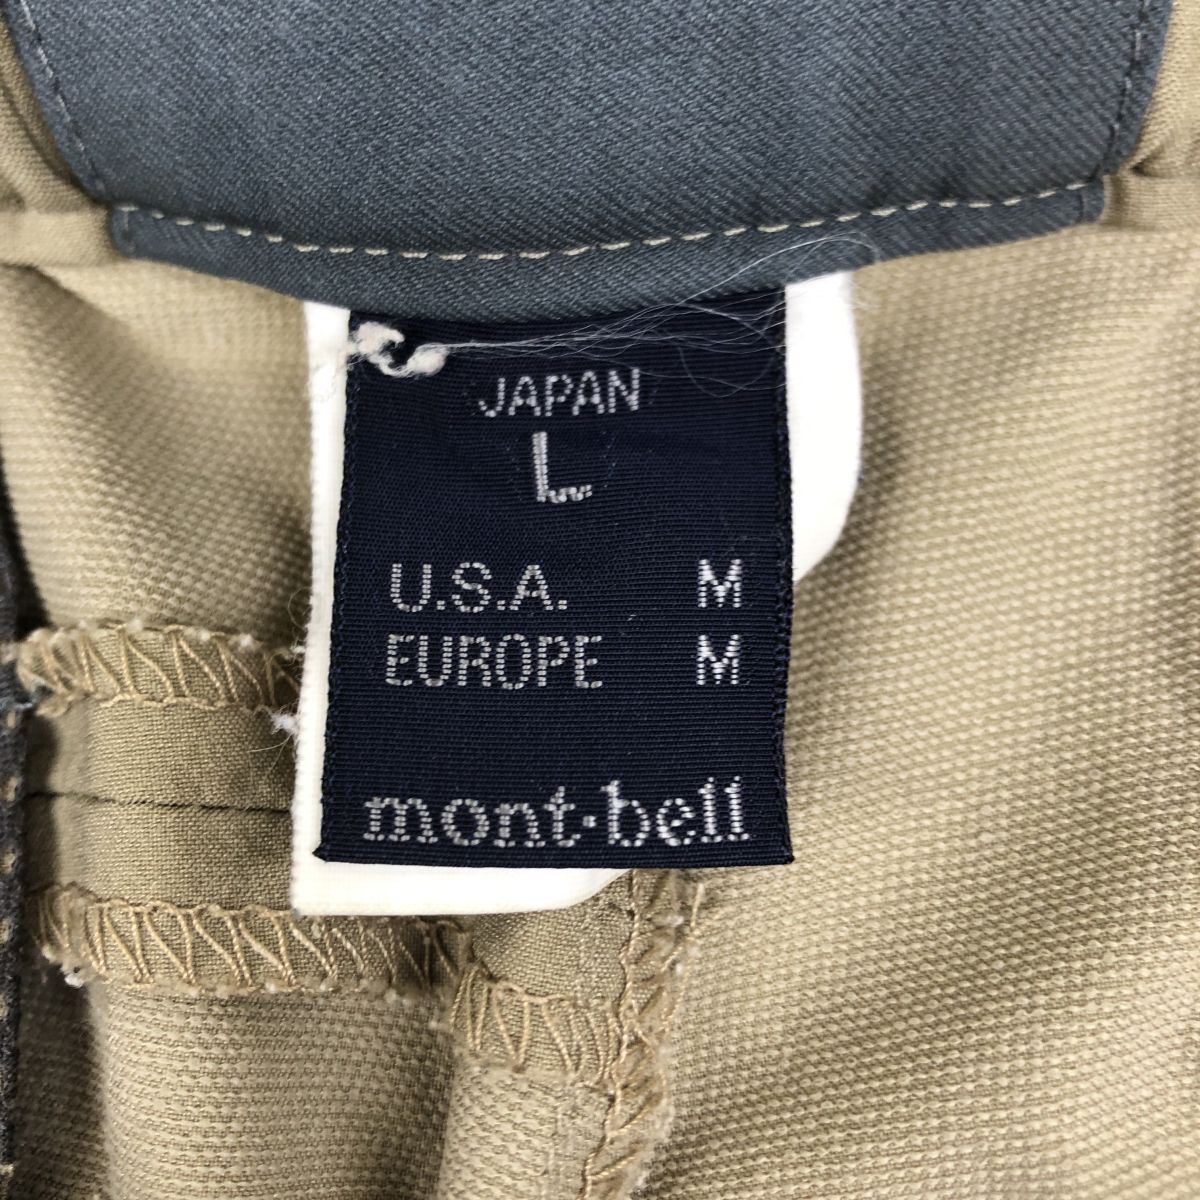 JAPAN
L
U.S.A. M
EUROPE M
mont-bell